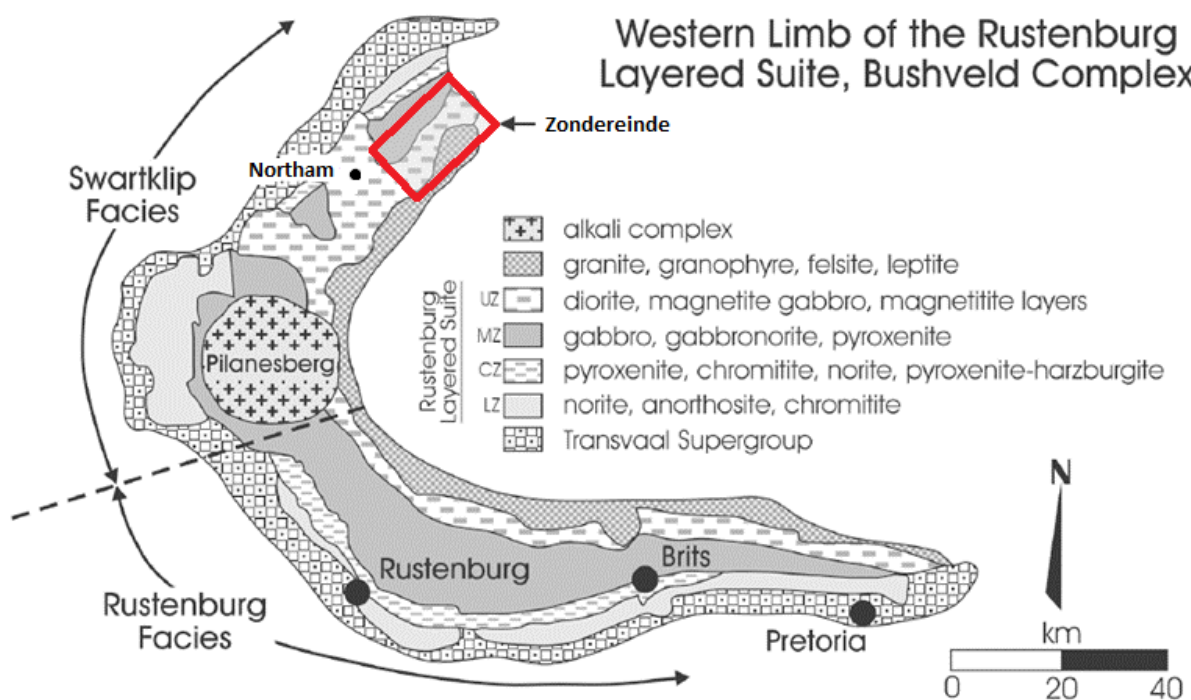 Western Limb of the Rustenburg
Layered Suite, Bushveld Complex
Zondereinde
Northam
Swartklip
Facies
alkali complex
granite, granophyre, felsite, leptite
Rustenburg
Layered Suite
UZ diorite, magnetite gabbro, magnetitite layers
MZ gabbro, gabbronorite, pyroxenite
CZ pyroxenite, chromitite, norite, pyroxenite-harzburgite
LZ norite, anorthosite, chromitite
Transvaal Supergroup
Pilanesberg
N
Rustenburg
Brits
Rustenburg
Facies
Pretoria
km
0 20 40